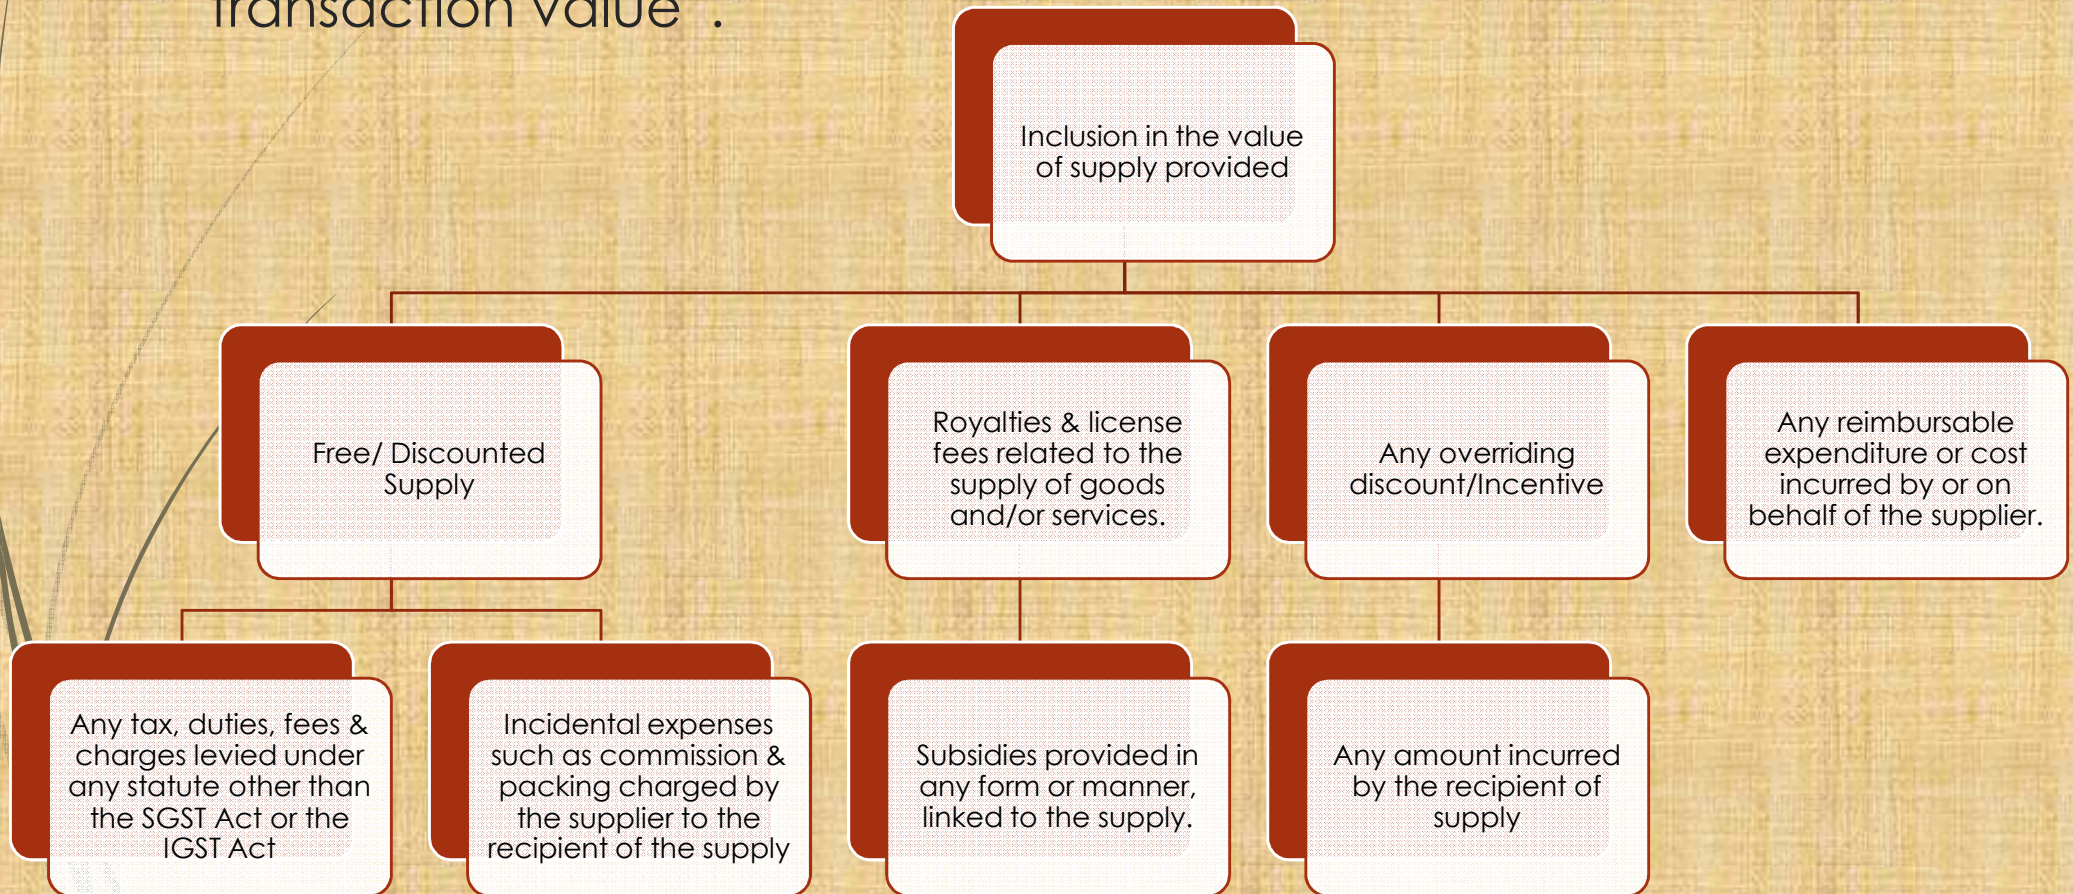 transaction value".
Inclusion in the value
of supply provided
Free/ Discounted
Supply
Royalties & license
fees related to the
supply of goods
and/or services.
Any overriding
discount/Incentive
Any reimbursable
expenditure or cost
incurred by or on
behalf of the supplier.
Any tax, duties, fees &
charges levied under
any statute other than
the SGST Act or the
IGST Act
Incidental expenses
such as commission &
packing charged by
the supplier to the
recipient of the supply
Subsidies provided in
any form or manner,
linked to the supply.
Any amount incurred
by the recipient of
supply